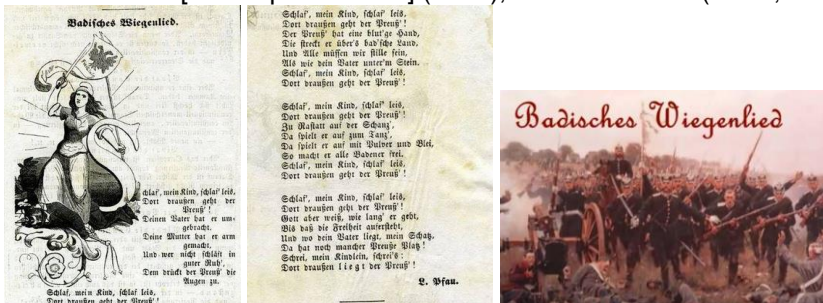 Badisches Wiegenlied.
Schlaf', mein Kind, schlaf' leis,
Dort draußen geht der
Preuß'!
Deinen Vater hat er um-
gebracht,
Deine Mutter hat er arm
gemacht,
Und wer nicht schläft in
guter Ruh',
Dem drückt der Preuß' die
Augen zu.
Schlaf, mein Kind, schlaf' leis,
Dort draußen geht der Preuß'!
Schlaf', mein Kind, schlaf' leis,
Dort draußen geht der Preuß'!
Der Preuß' hat eine blut'ge Hand,
Die streckt er über's bad'sche Land,
Und Alle müssen wir stille sein,
Als wie dein Vater unter'm Stein.
Schlaf', mein Kind, schlaf' leis,
Dort draußen geht der Preuß'!
Schlaf', mein Kind, schlaf' leis,
Dort draußen geht der Preuß'!
Zu Rastatt auf der Schanz',
Da spielt er auf zum Tanz',
Da spielt er auf mit Pulver und Blei,
So macht er alle Badener frei.
Schlaf', mein Kind, schlaf' leis,
Dort draußen geht der Preuß'!
Schlaf', mein Kind, schlaf' leis,
Dort draußen geht der Preuß'!
Gott aber weiß, wie lang' er geht,
Bis daß die Freiheit aufersteht,
Und wo dein Vater liegt, mein Schatz,
Da hat noch mancher Preuße Platz!
Schrei, mein Kindlein, schrei's:
Dort draußen liegt der Preuß'!
L. Pfau.
Badisches Wiegenlied